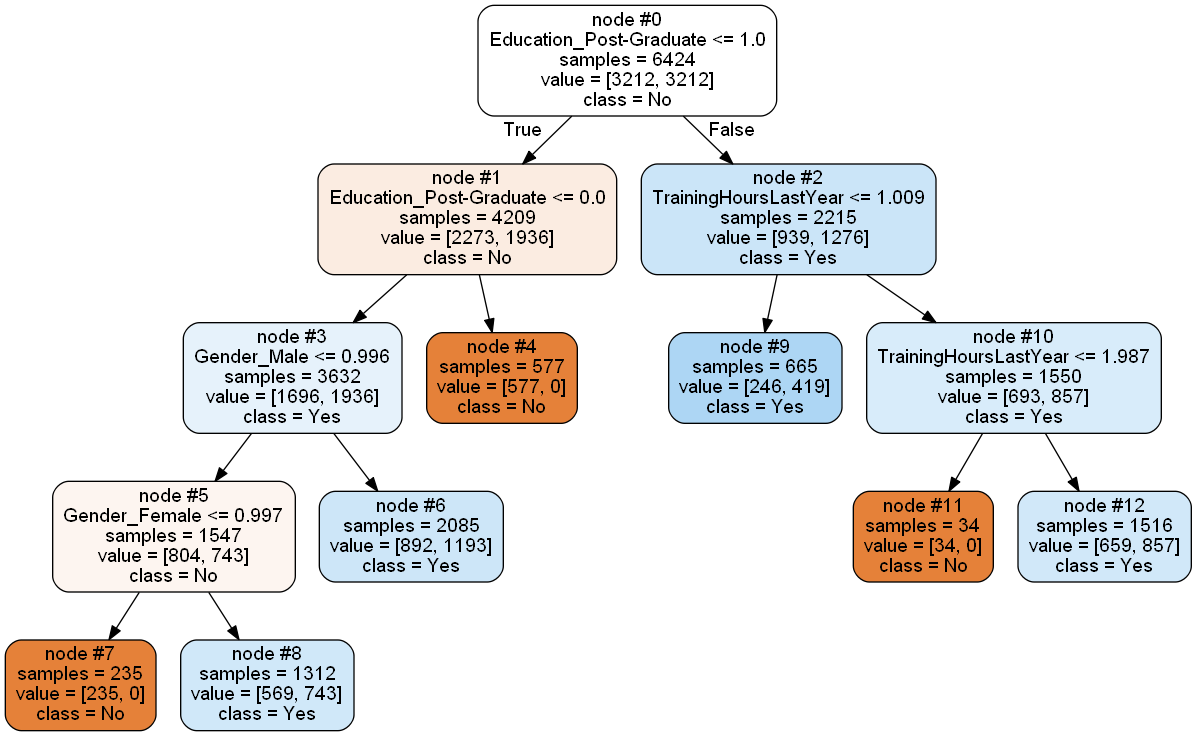 node #0
Education_Post-Graduate <= 1.0
samples = 6424
value = [3212, 3212]
class = No
True
False
node #1
Education_Post-Graduate <= 0.0
samples = 4209
value = [2273, 1936]
class = No
node #2
TrainingHoursLastYear <= 1.009
samples = 2215
value = [939, 1276]
class = Yes
node #3
Gender_Male <= 0.996
samples = 3632
value = [1696, 1936]
class = Yes
node #4
samples = 577
value = [577, 0]
class = No
node #9
samples = 665
value = [246, 419]
class = Yes
node #10
TrainingHoursLastYear <= 1.987
samples = 1550
value = [693, 857]
class = Yes
node #5
Gender_Female <= 0.997
samples = 1547
value = [804, 743]
class = No
node #6
samples = 2085
value = [892, 1193]
class = Yes
node #11
samples = 34
value = [34, 0]
class = No
node #12
samples = 1516
value = [659, 857]
class = Yes
node #7
samples = 235
value = [235, 0]
class = No
node #8
samples = 1312
value = [569, 743]
class = Yes